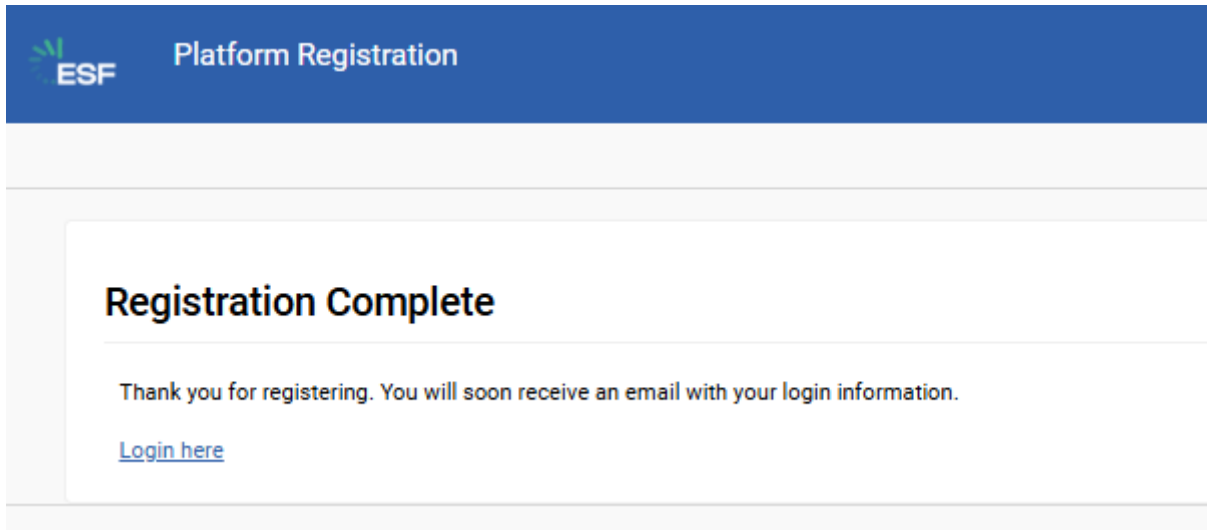 ESF
Platform Registration
Registration Complete
Thank you for registering. You will soon receive an email with your login information.
Login here